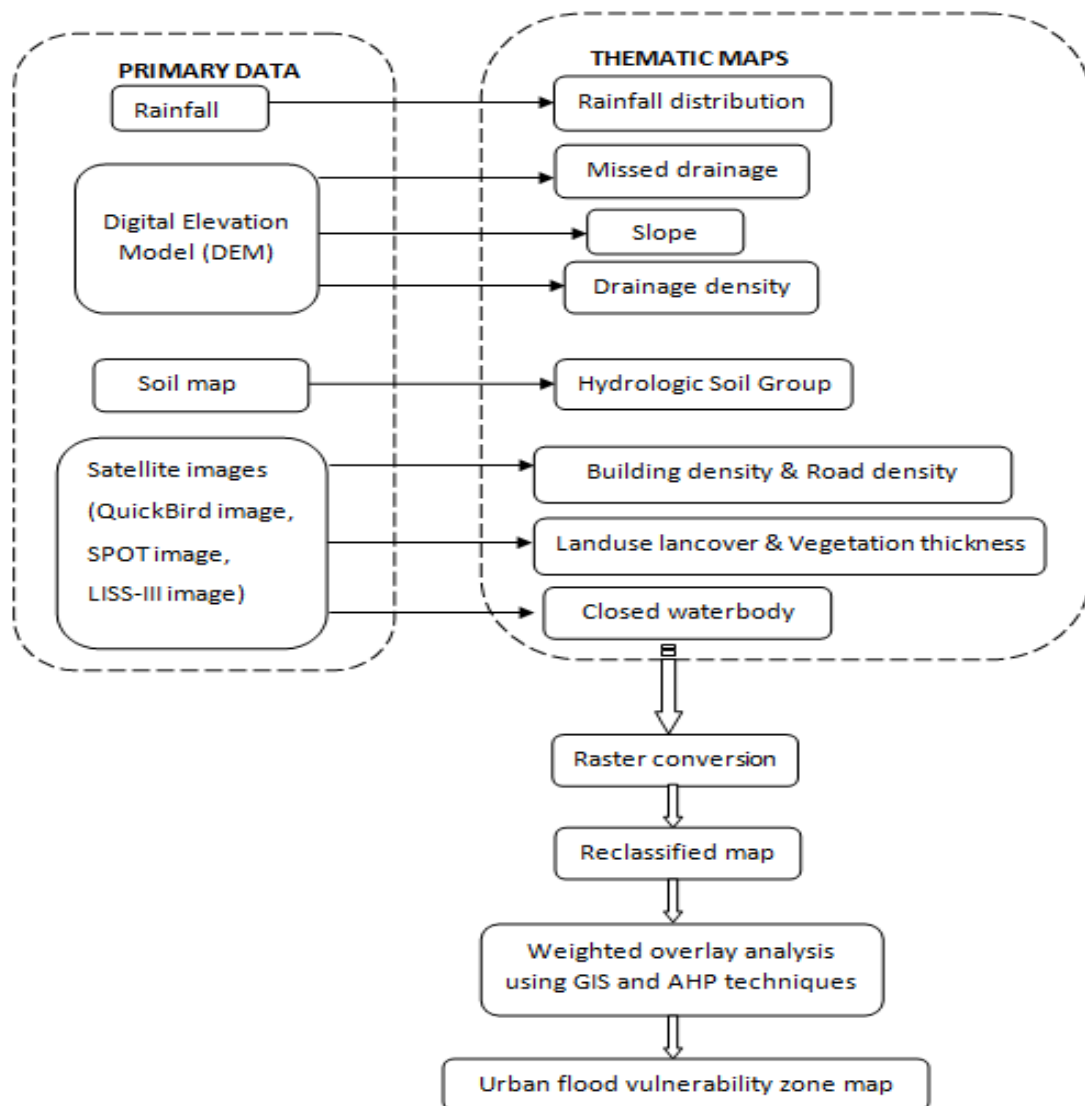 PRIMARY DATA
Rainfall
Digital Elevation
Model (DEM)
Soil map
Satellite images
(QuickBird image,
SPOT image,
LISS-III image)
THEMATIC MAPS
Rainfall distribution
Missed drainage
Slope
Drainage density
Hydrologic Soil Group
Building density & Road density
Landuse lancover & Vegetation thickness
Closed waterbody
Raster conversion
Reclassified map
Weighted overlay analysis
using GIS and AHP techniques
Urban flood vulnerability zone map